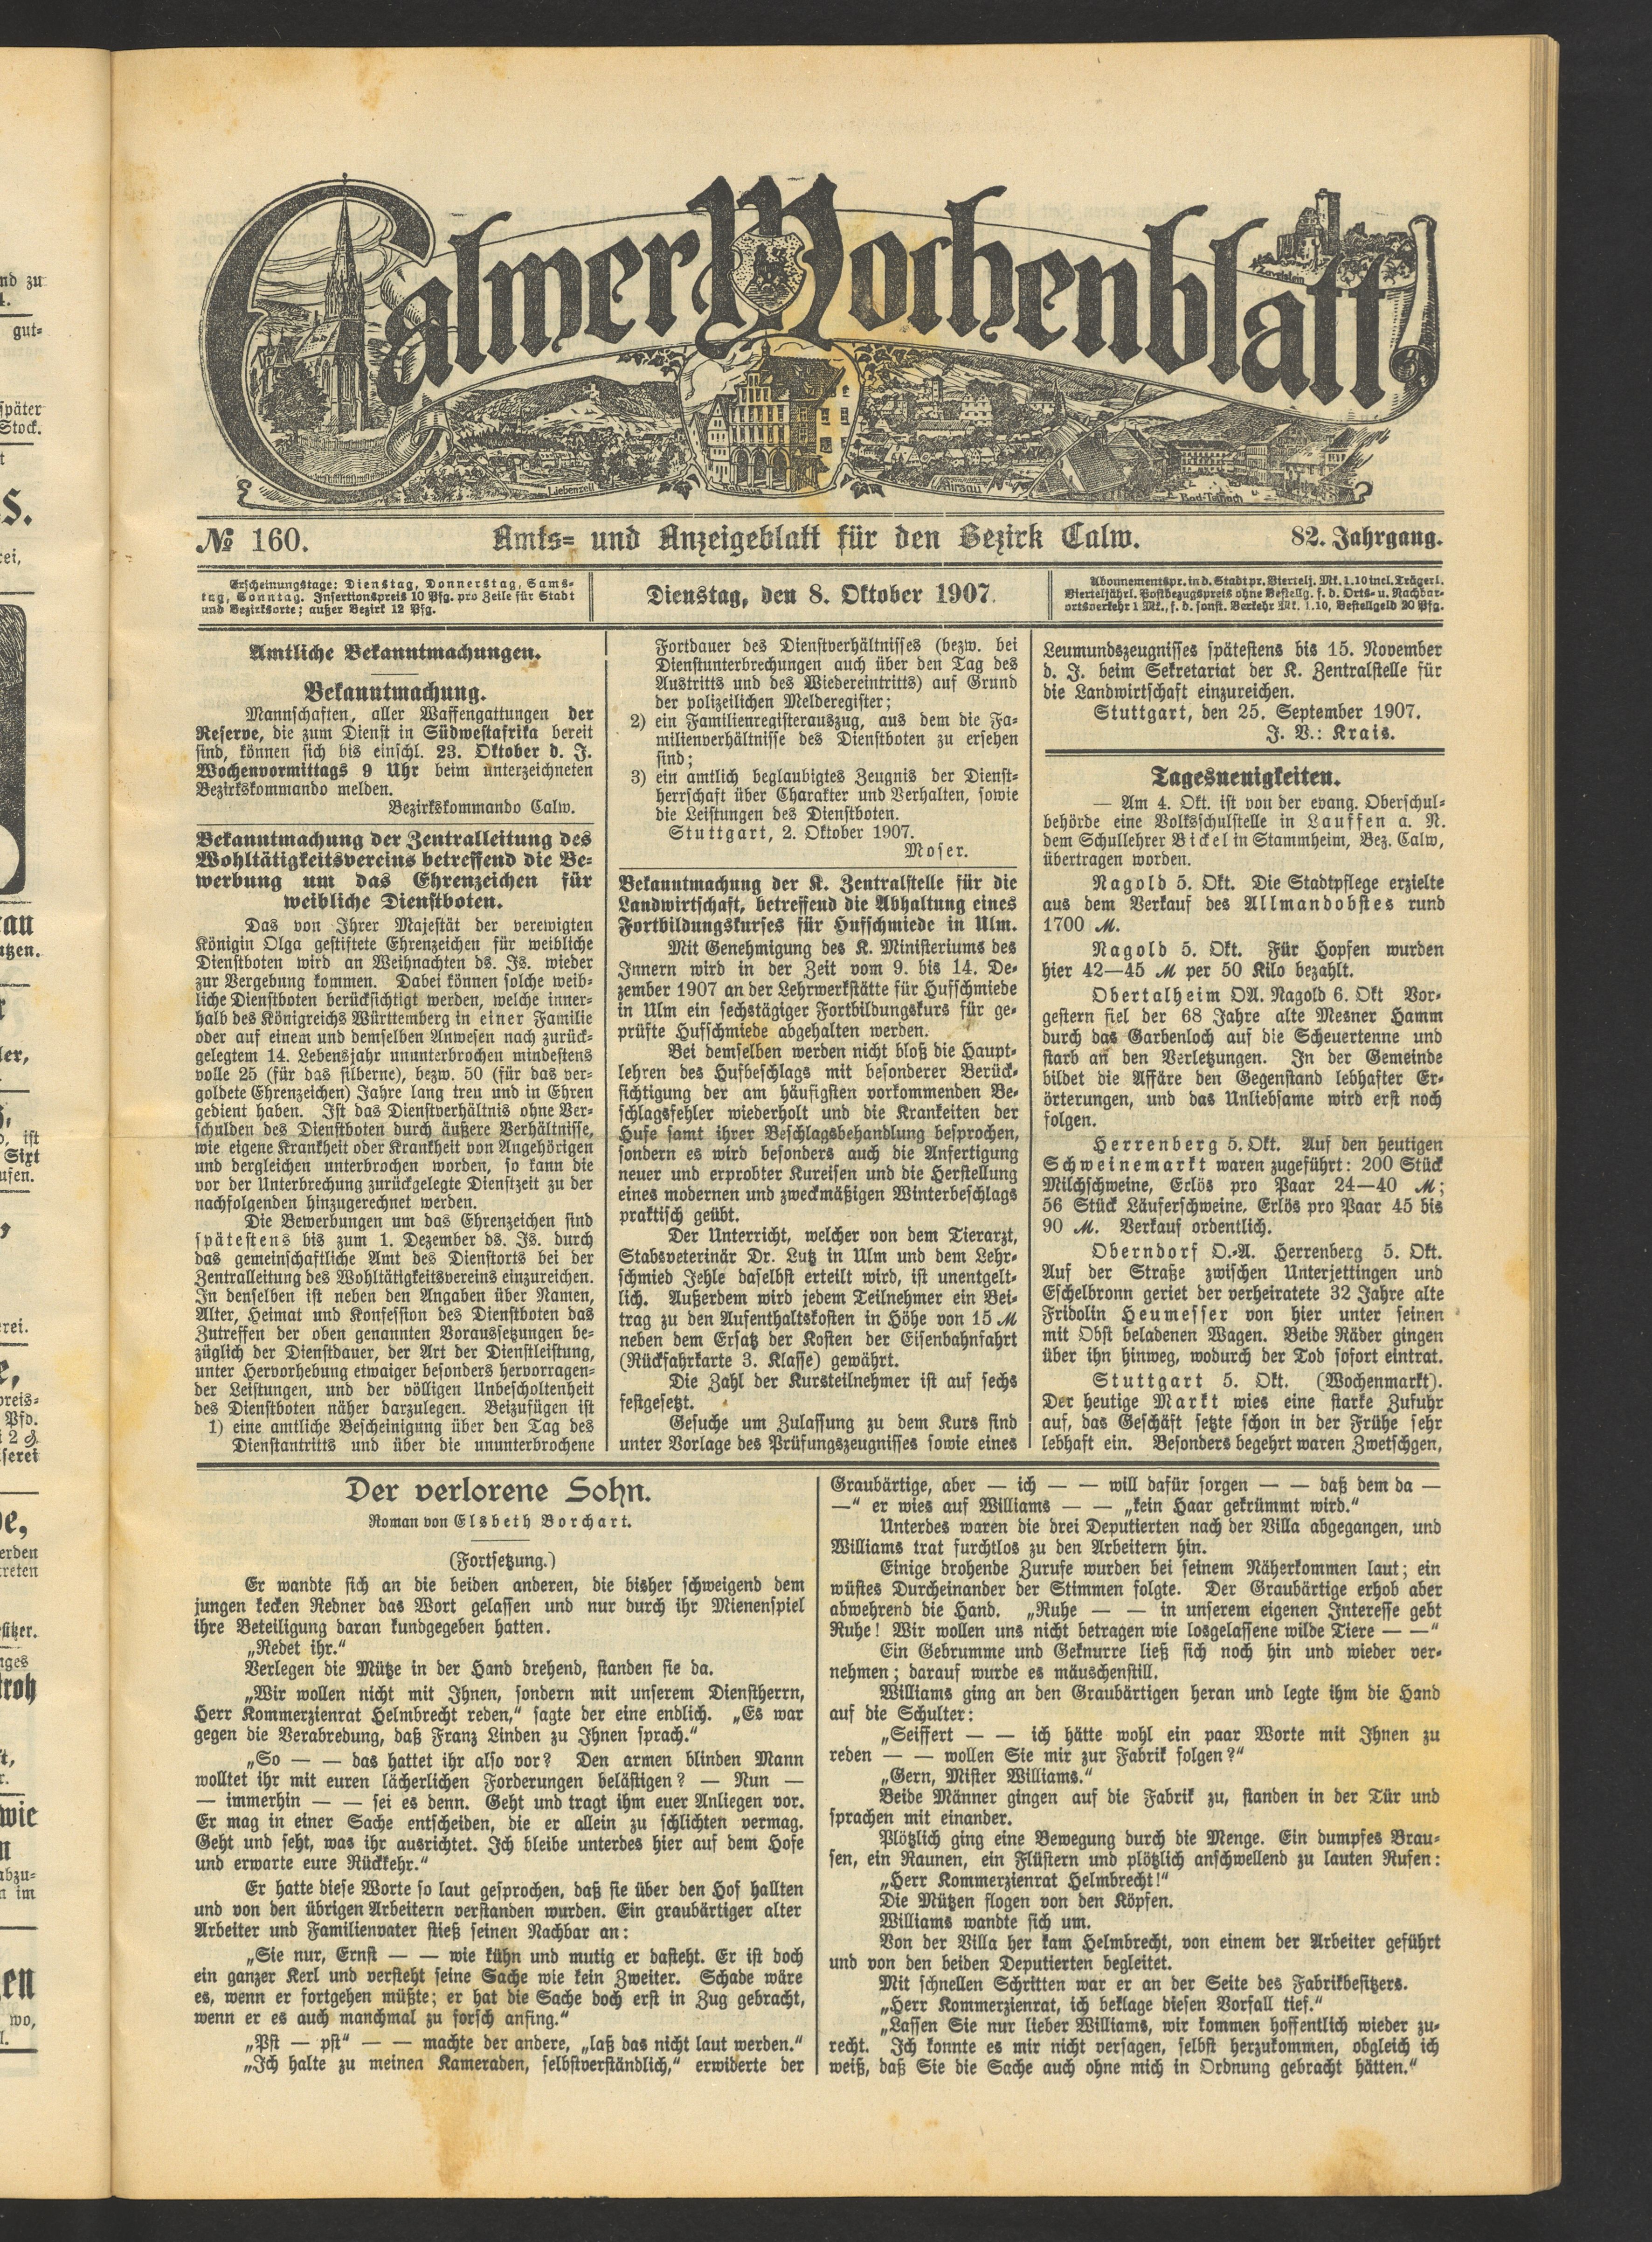 Calwer Wochenblatt
Zavelstein
Liebenzell
Rathaus
Hirsau
Bad-Teinach
№ 160.
Amts- und Anzeigeblatt für den Bezirk Calw.
82. Jahrgang.
Erscheinungstage: Dienstag, Donnerstag, Sams-
tag, Sonntag. Insertionspreis 10 Pfg. pro Zeile für Stadt
und Bezirksorte; außer Bezirk 12 Pfg.
Dienstag, den 8. Oktober 1907.
Abonnementspr. in d. Stadt pr. Viertelj. Mk. 1.10 incl. Trägerl.
Vierteljährl. Postbezugspreis ohne Bestellg. f. d. Orts- u. Nachbar-
ortsverkehr 1 Mk., f. d. sonst. Verkehr Mk. 1.10, Bestellgeld 20 Pfg.
Amtliche Bekanntmachungen.
Bekanntmachung.
Mannschaften, aller Waffengattungen der
Reserve, die zum Dienst in Südwestafrika bereit
sind, können sich bis einschl. 23. Oktober d. J.
Wochenvormittags 9 Uhr beim unterzeichneten
Bezirkskommando melden.
Bezirkskommando Calw.
Bekanntmachung der Zentralleitung des
Wohltätigkeitsvereins betreffend die Be-
werbung um das Ehrenzeichen für
weibliche Dienstboten.
Das von Ihrer Majestät der verewigten
Königin Olga gestiftete Ehrenzeichen für weibliche
Dienstboten wird an Weihnachten ds. Js. wieder
zur Vergebung kommen. Dabei können solche weib-
liche Dienstboten berücksichtigt werden, welche inner-
halb des Königreichs Württemberg in einer Familie
oder auf einem und demselben Anwesen nach zurück-
gelegtem 14. Lebensjahr ununterbrochen mindestens
volle 25 (für das silberne), bezw. 50 (für das ver-
goldete Ehrenzeichen) Jahre lang treu und in Ehren
gedient haben. Ist das Dienstverhältnis ohne Ver-
schulden des Dienstboten durch äußere Verhältnisse,
wie eigene Krankheit oder Krankheit von Angehörigen
und dergleichen unterbrochen worden, so kann die
vor der Unterbrechung zurückgelegte Dienstzeit zu der
nachfolgenden hinzugerechnet werden.
Die Bewerbungen um das Ehrenzeichen sind
spätestens bis zum 1. Dezember ds. Js. durch
das gemeinschaftliche Amt des Dienstorts bei der
Zentralleitung des Wohltätigkeitsvereins einzureichen.
In denselben ist neben den Angaben über Namen,
Alter, Heimat und Konfession des Dienstboten das
Zutreffen der oben genannten Voraussetzungen be-
züglich der Dienstdauer, der Art der Dienstleistung,
unter Hervorhebung etwaiger besonders hervorragen-
der Leistungen, und der völligen Unbescholtenheit
des Dienstboten näher darzulegen. Beizufügen ist
1) eine amtliche Bescheinigung über den Tag des
Dienstantritts und über die ununterbrochene
Fortdauer des Dienstverhältnisses (bezw. bei
Dienstunterbrechungen auch über den Tag des
Austritts und des Wiedereintritts) auf Grund
der polizeilichen Melderegister;
2) ein Familienregisterauszug, aus dem die Fa-
milienverhältnisse des Dienstboten zu ersehen
sind;
3) ein amtlich beglaubigtes Zeugnis der Dienst-
herrschaft über Charakter und Verhalten, sowie
die Leistungen des Dienstboten.
Stuttgart, 2. Oktober 1907.
Moser.
Bekanntmachung der K. Zentralstelle für die
Landwirtschaft, betreffend die Abhaltung eines
Fortbildungskurses für Hufschmiede in Ulm.
Mit Genehmigung des K. Ministeriums des
Innern wird in der Zeit vom 9. bis 14. De-
zember 1907 an der Lehrwerkstätte für Hufschmiede
in Ulm ein sechstägiger Fortbildungskurs für ge-
prüfte Hufschmiede abgehalten werden.
Bei demselben werden nicht bloß die Haupt-
lehren des Hufbeschlags mit besonderer Berück-
sichtigung der am häufigsten vorkommenden Be-
schlagsfehler wiederholt und die Krankeiten der
Hufe samt ihrer Beschlagsbehandlung besprochen,
sondern es wird besonders auch die Anfertigung
neuer und erprobter Kureisen und die Herstellung
eines modernen und zweckmäßigen Winterbeschlags
praktisch geübt.
Der Unterricht, welcher von dem Tierarzt,
Stabsveterinär Dr. Lutz in Ulm und dem Lehr-
schmied Jehle daselbst erteilt wird, ist unentgelt-
lich. Außerdem wird jedem Teilnehmer ein Bei-
trag zu den Aufenthaltskosten in Höhe von 15 M
neben dem Ersatz der Kosten der Eisenbahnfahrt
(Rückfahrkarte 3. Klasse) gewährt.
Die Zahl der Kursteilnehmer ist auf sechs
festgesetzt.
Gesuche um Zulassung zu dem Kurs sind
unter Vorlage des Prüfungszeugnisses sowie eines
Leumundszeugnisses spätestens bis 15. November
d. J. beim Sekretariat der K. Zentralstelle für
die Landwirtschaft einzureichen.
Stuttgart, den 25. September 1907.
J. V.: Krais.
Tagesneuigkeiten.
— Am 4. Okt. ist von der evang. Oberschul-
behörde eine Volksschulstelle in Lauffen a. N.
dem Schullehrer Bickel in Stammheim, Bez. Calw,
übertragen worden.
Nagold 5. Okt. Die Stadtpflege erzielte
aus dem Verkauf des Allmandobstes rund
1700 M.
Nagold 5. Okt. Für Hopfen wurden
hier 42—45 M per 50 Kilo bezahlt.
Obertalheim OA. Nagold 6. Okt Vor-
gestern fiel der 68 Jahre alte Mesner Hamm
durch das Garbenloch auf die Scheuertenne und
starb an den Verletzungen. In der Gemeinde
bildet die Affäre den Gegenstand lebhafter Er-
örterungen, und das Unliebsame wird erst noch
folgen.
Herrenberg 5. Okt. Auf den heutigen
Schweinemarkt waren zugeführt: 200 Stück
Milchschweine, Erlös pro Paar 24—40 M;
56 Stück Läuferschweine, Erlös pro Paar 45 bis
90 M. Verkauf ordentlich.
Oberndorf O.-A. Herrenberg 5. Okt.
Auf der Straße zwischen Unterjettingen und
Eschelbronn geriet der verheiratete 32 Jahre alte
Fridolin Heumesser von hier unter seinen
mit Obst beladenen Wagen. Beide Räder gingen
über ihn hinweg, wodurch der Tod sofort eintrat.
Stuttgart 5. Okt. (Wochenmarkt).
Der heutige Markt wies eine starke Zufuhr
auf, das Geschäft setzte schon in der Frühe sehr
lebhaft ein. Besonders begehrt waren Zwetschgen,
Der verlorene Sohn.
Roman von Elsbeth Borchart.
(Fortsetzung.)
Er wandte sich an die beiden anderen, die bisher schweigend dem
jungen kecken Redner das Wort gelassen und nur durch ihr Mienenspiel
ihre Beteiligung daran kundgegeben hatten.
„Redet ihr.“
Verlegen die Mütze in der Hand drehend, standen sie da.
„Wir wollen nicht mit Ihnen, sondern mit unserem Dienstherrn,
Herr Kommerzienrat Helmbrecht reden,“ sagte der eine endlich. „Es war
gegen die Verabredung, daß Franz Linden zu Ihnen sprach.“
„So — — das hattet ihr also vor? Den armen blinden Mann
wolltet ihr mit euren lächerlichen Forderungen belästigen? — Nun —
— immerhin — — sei es denn. Geht und tragt ihm euer Anliegen vor.
Er mag in einer Sache entscheiden, die er allein zu schlichten vermag.
Geht und seht, was ihr ausrichtet. Ich bleibe unterdes hier auf dem Hofe
und erwarte eure Rückkehr.“
Er hatte diese Worte so laut gesprochen, daß sie über den Hof hallten
und von den übrigen Arbeitern verstanden wurden. Ein graubärtiger alter
Arbeiter und Familienvater stieß seinen Nachbar an:
„Sie nur, Ernst — — wie kühn und mutig er dasteht. Er ist doch
ein ganzer Kerl und versteht seine Sache wie kein Zweiter. Schade wäre
es, wenn er fortgehen müßte; er hat die Sache doch erst in Zug gebracht,
wenn er es auch manchmal zu forsch anfing.“
„Pst — pst“ — — machte der andere, „laß das nicht laut werden.“
„Ich halte zu meinen Kameraden, selbstverständlich,“ erwiderte der
Graubärtige, aber — ich — — will dafür sorgen — — daß dem da —
—“ er wies auf Williams — — „kein Haar gekrümmt wird.“
Unterdes waren die drei Deputierten nach der Villa abgegangen, und
Williams trat furchtlos zu den Arbeitern hin.
Einige drohende Zurufe wurden bei seinem Näherkommen laut; ein
wüstes Durcheinander der Stimmen folgte. Der Graubärtige erhob aber
abwehrend die Hand. „Ruhe — — in unserem eigenen Interesse gebt
Ruhe! Wir wollen uns nicht betragen wie losgelassene wilde Tiere — —“
Ein Gebrumme und Geknurre ließ sich noch hin und wieder ver-
nehmen; darauf wurde es mäuschenstill.
Williams ging an den Graubärtigen heran und legte ihm die Hand
auf die Schulter:
„Seiffert — — ich hätte wohl ein paar Worte mit Ihnen zu
reden — — wollen Sie mir zur Fabrik folgen?“
„Gern, Mister Williams.“
Beide Männer gingen auf die Fabrik zu, standen in der Tür und
sprachen mit einander.
Plötzlich ging eine Bewegung durch die Menge. Ein dumpfes Brau-
sen, ein Raunen, ein Flüstern und plötzlich anschwellend zu lauten Rufen:
„Herr Kommerzienrat Helmbrecht!“
Die Mützen flogen von den Köpfen.
Williams wandte sich um.
Von der Villa her kam Helmbrecht, von einem der Arbeiter geführt
und von den beiden Deputierten begleitet.
Mit schnellen Schritten war er an der Seite des Fabrikbesitzers.
„Herr Kommerzienrat, ich beklage diesen Vorfall tief.“
„Lassen Sie nur lieber Williams, wir kommen hoffentlich wieder zu-
recht. Ich konnte es mir nicht versagen, selbst herzukommen, obgleich ich
weiß, daß Sie die Sache auch ohne mich in Ordnung gebracht hätten.“